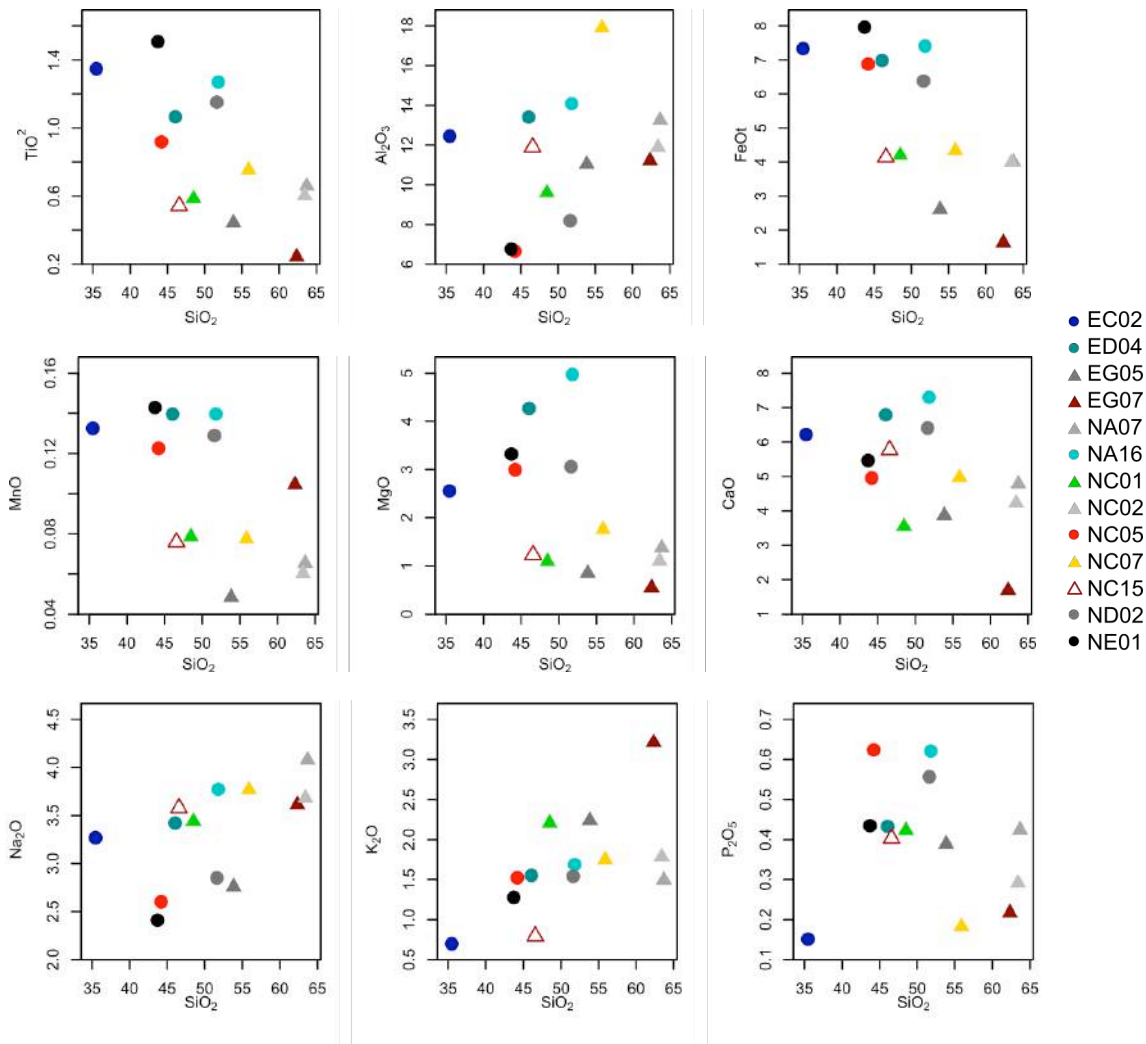 TiO²
0.2 0.6 1.0 1.4
35 40 45 50 55 60 65
SiO₂
Al₂O₃
6 8 10 12 14 16 18
35 40 45 50 55 60 65
SiO₂
FeOt
1 2 3 4 5 6 7 8
35 40 45 50 55 60 65
SiO₂
MnO
0.04 0.08 0.12 0.16
35 40 45 50 55 60 65
SiO₂
MgO
0 1 2 3 4 5
35 40 45 50 55 60 65
SiO₂
CaO
1 2 3 4 5 6 7 8
35 40 45 50 55 60 65
SiO₂
EC02
ED04
EG05
EG07
NA07
NA16
NC01
NC02
NC05
NC07
NC15
ND02
NE01
Na₂O
2.0 2.5 3.0 3.5 4.0 4.5
35 40 45 50 55 60 65
SiO₂
K₂O
0.5 1.0 1.5 2.0 2.5 3.0 3.5
35 40 45 50 55 60 65
SiO₂
P₂O₅
0.1 0.2 0.3 0.4 0.5 0.6 0.7
35 40 45 50 55 60 65
SiO₂